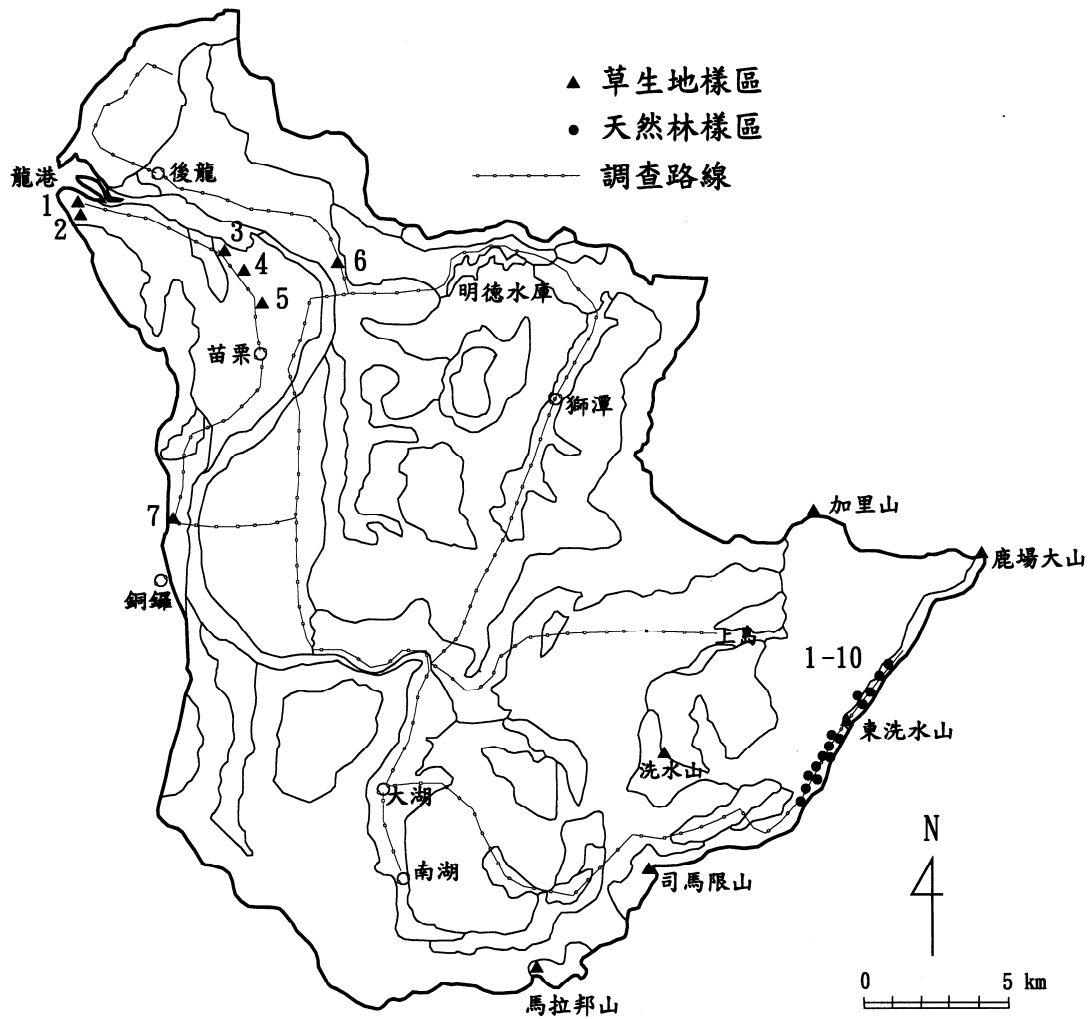 草生地樣區
天然林樣區
調查路線
後龍
龍港
1
2
3
4
5
6
明德水庫
苗栗
獅潭
7
加里山
鹿場大山
銅鑼
上島
1-10
東洗水山
洗水山
大湖
南湖
司馬限山
馬拉邦山
N
0 5 km